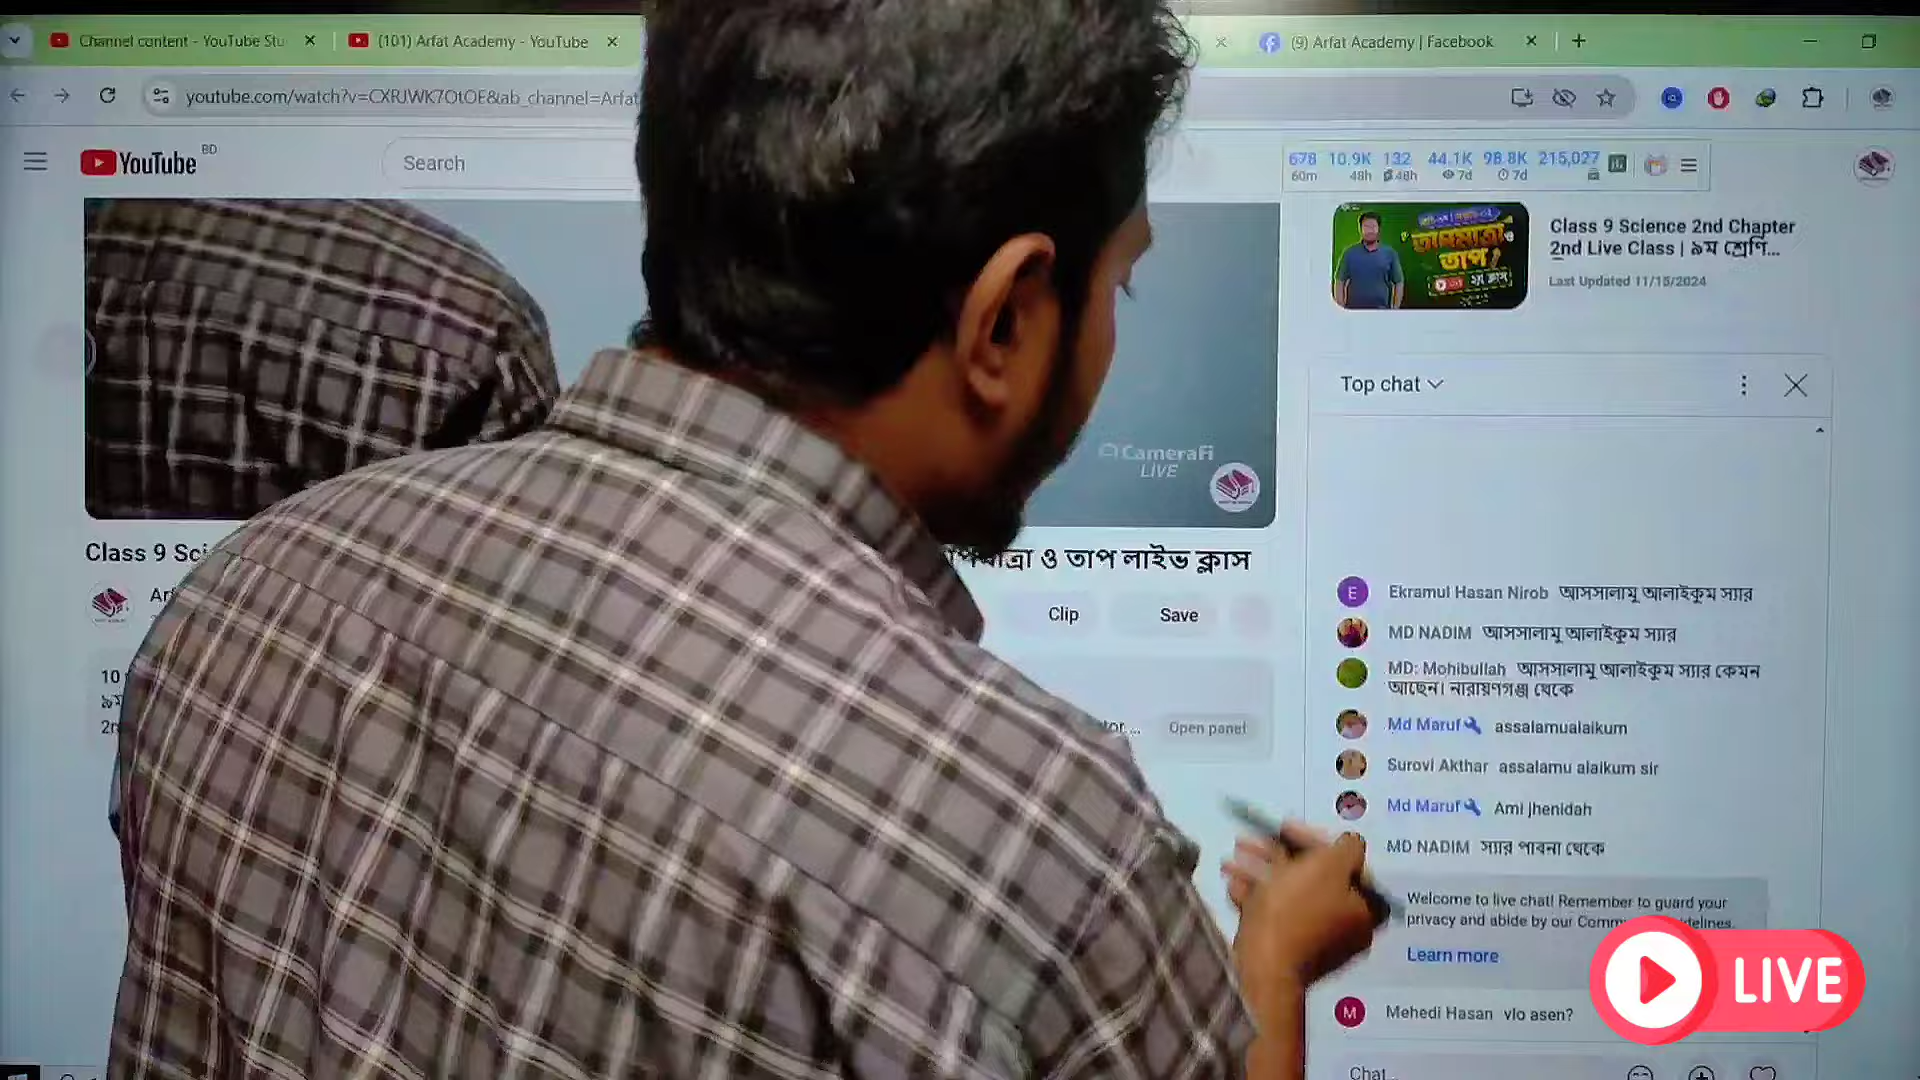 Channel content - YouTube Stu
(101) Arfat Academy - YouTube
(9) Arfat Academy | Facebook
youtube.com/watch?v=CXRJWK7OtOE&ab_channel=Arfat
YouTube BD
Search
678 10.9K 132 44.1K 98.8K 215,027
60m 48h 48h 7d 7d
তাপমাত্রা ও
তাপ
Class 9 Science 2nd Chapter
2nd Live Class | ৯ম শ্রেণি...
Last Updated 11/15/2024
Top chat
CameraFi
LIVE
Class 9 Sci
ও তাপ লাইভ ক্লাস
Arf
Clip
Save
10
৯ম
2n
tor ...
Open panel
Ekramul Hasan Nirob আসসালামু আলাইকুম স্যার
MD NADIM আসসালামু আলাইকুম স্যার
MD: Mohibullah আসসালামু আলাইকুম স্যার কেমন
আছেন। নারায়ণগঞ্জ থেকে
Md Maruf assalamualaikum
Surovi Akthar assalamu alaikum sir
Md Maruf Ami jhenidah
MD NADIM স্যার পাবনা থেকে
Welcome to live chat! Remember to guard your
privacy and abide by our Comm delines.
Learn more
LIVE
Mehedi Hasan vlo asen?
Chat...